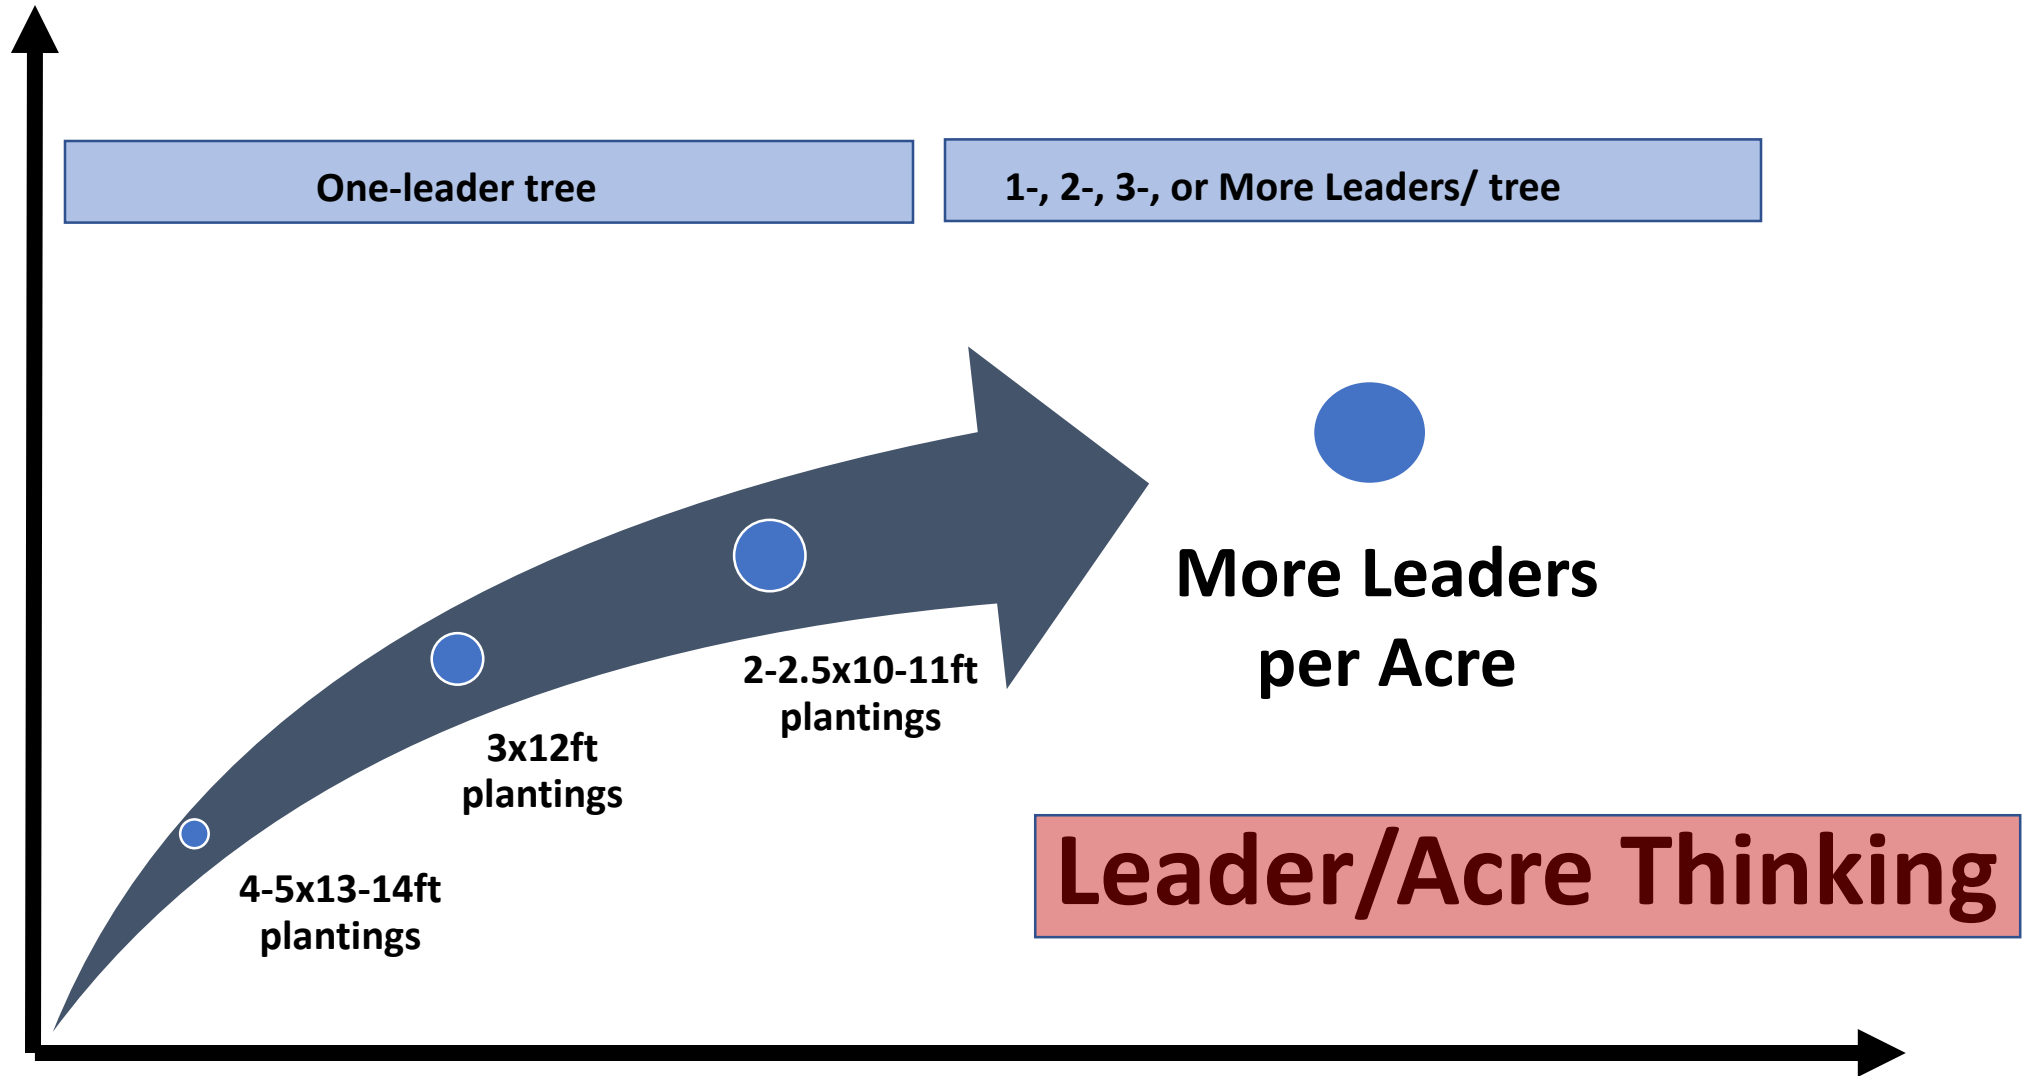 One-leader tree
1-, 2-, 3-, or More Leaders/ tree
More Leaders
per Acre
2-2.5x10-11ft
plantings
3x12ft
plantings
4-5x13-14ft
plantings
Leader/Acre Thinking